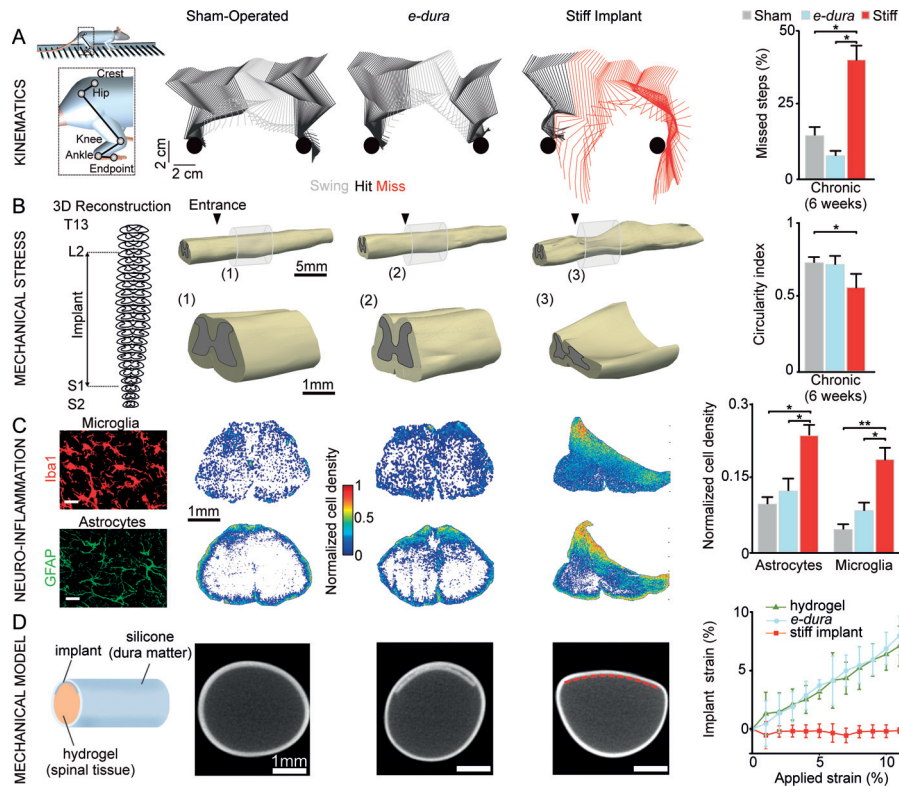 Sham-Operated
e-dura
Stiff Implant
Sham e-dura Stiff
A
KINEMATICS
Crest
Hip
Knee
Ankle
Endpoint
2 cm
2 cm
Swing Hit Miss
Missed steps (%)
50
25
0
*
*
Chronic
(6 weeks)
B
MECHANICAL STRESS
3D Reconstruction
T13
L2
Implant
S1
S2
Entrance
(1)
5mm
(2)
(3)
(1)
(2)
(3)
1mm
Circularity index
1
0.5
0
*
Chronic
(6 weeks)
C
NEURO-INFLAMMATION
Microglia
Iba1
Astrocytes
GFAP
1mm
Normalized cell density
1
0.5
0
Normalized cell density
0.3
0.15
0
*
*
**
*
Astrocytes Microglia
D
MECHANICAL MODEL
implant
silicone
(dura matter)
hydrogel
(spinal tissue)
1mm
Implant strain (%)
10
5
0
hydrogel
e-dura
stiff implant
0 5 10
Applied strain (%)